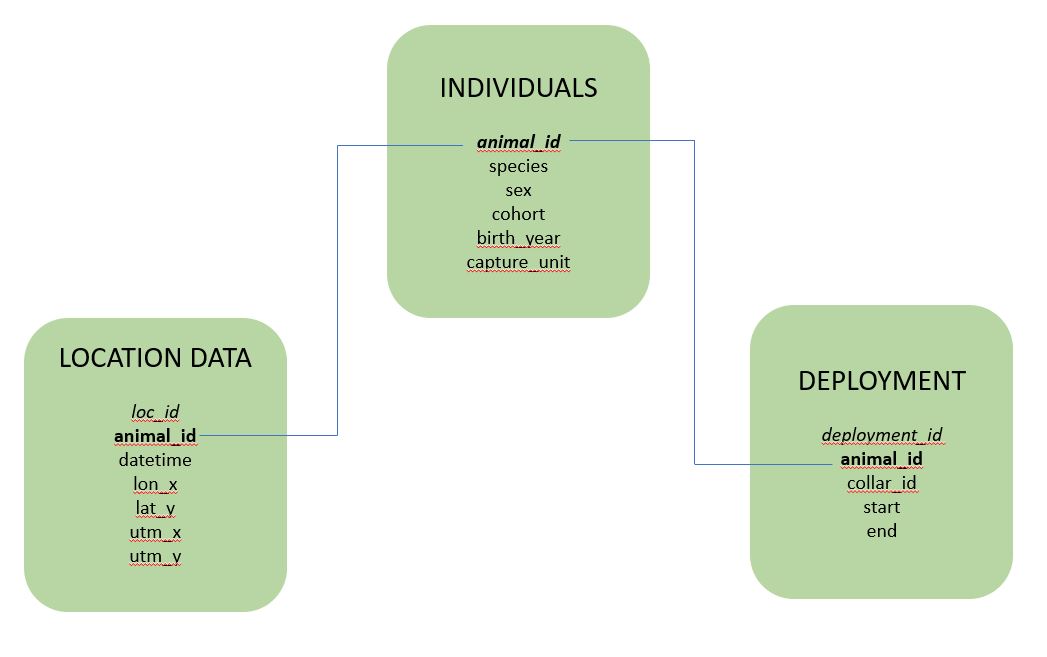 INDIVIDUALS
animal_id
species
sex
cohort
birth_year
capture_unit
LOCATION DATA
loc_id
animal_id
datetime
lon_x
lat_y
utm_x
utm_y
DEPLOYMENT
deployment_id
animal_id
collar_id
start
end